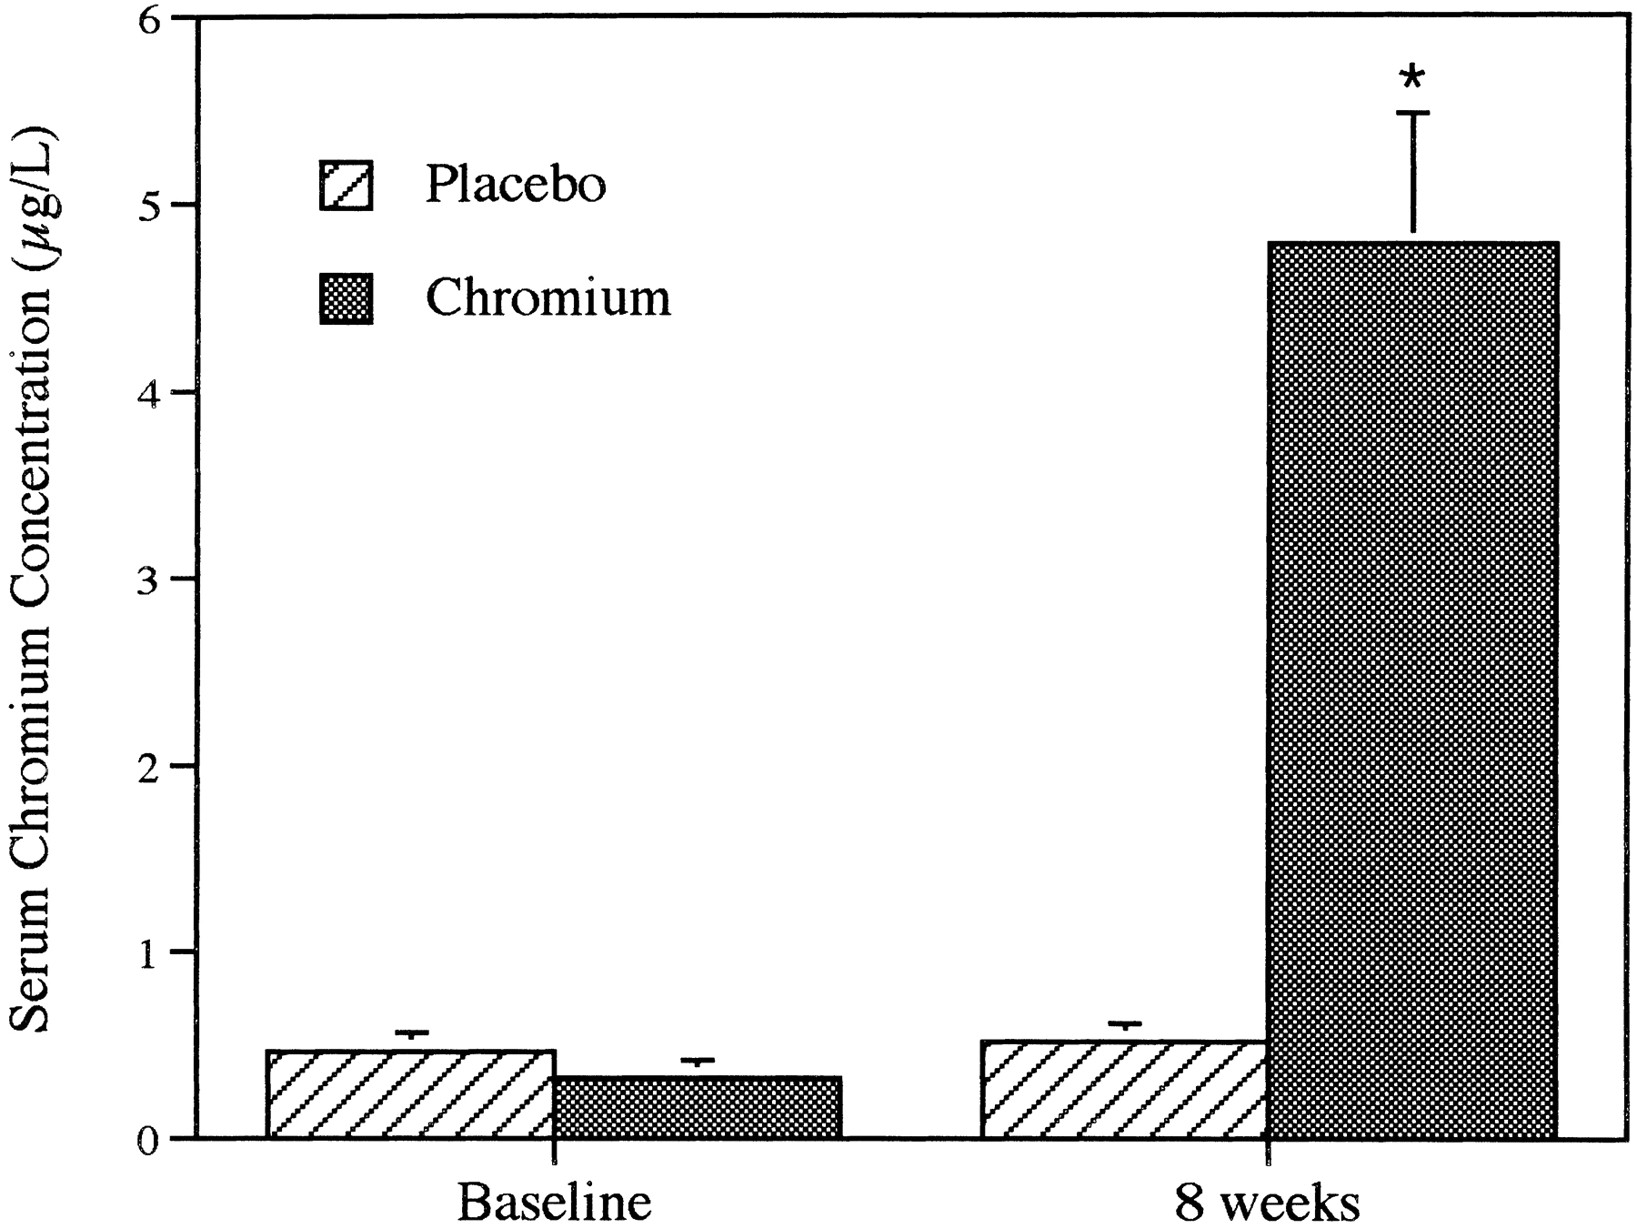 Serum Chromium Concentration (µg/L)
6
5
4
3
2
1
0
Placebo
Chromium
*
Baseline
8 weeks